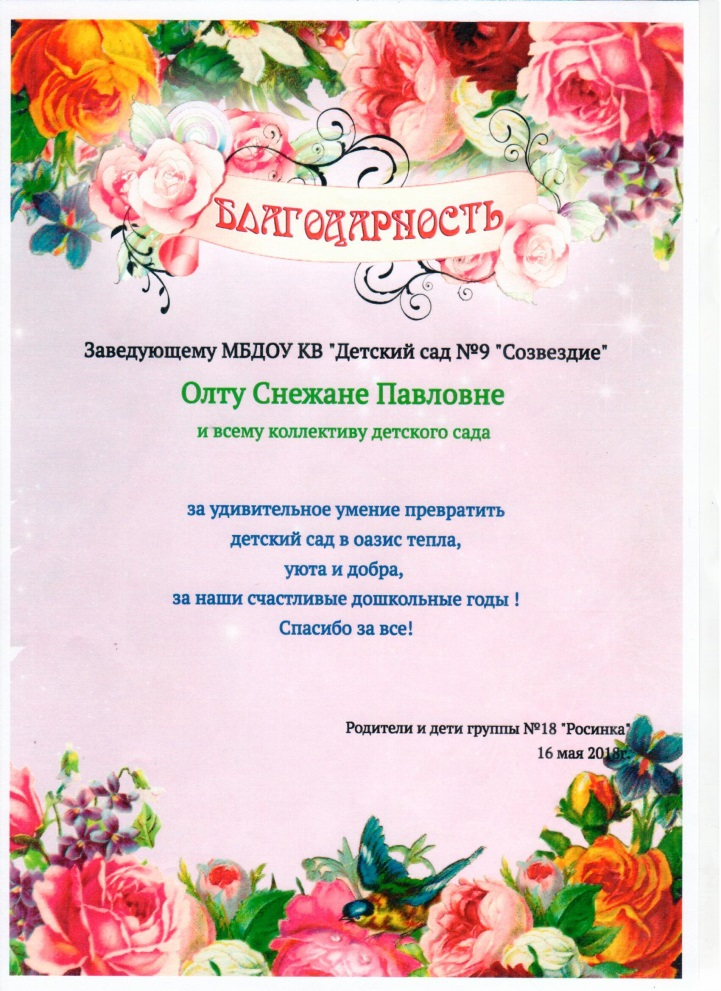 БЛАГОДАРНОСТЬ
Заведующему МБДОУ КВ "Детский сад №9 "Созвездие"
Олту Снежане Павловне
и всему коллективу детского сада
за удивительное умение превратить
детский сад в оазис тепла,
уюта и добра,
за наши счастливые дошкольные годы !
Спасибо за все!
Родители и дети группы №18 "Росинка"
16 мая 2018г.